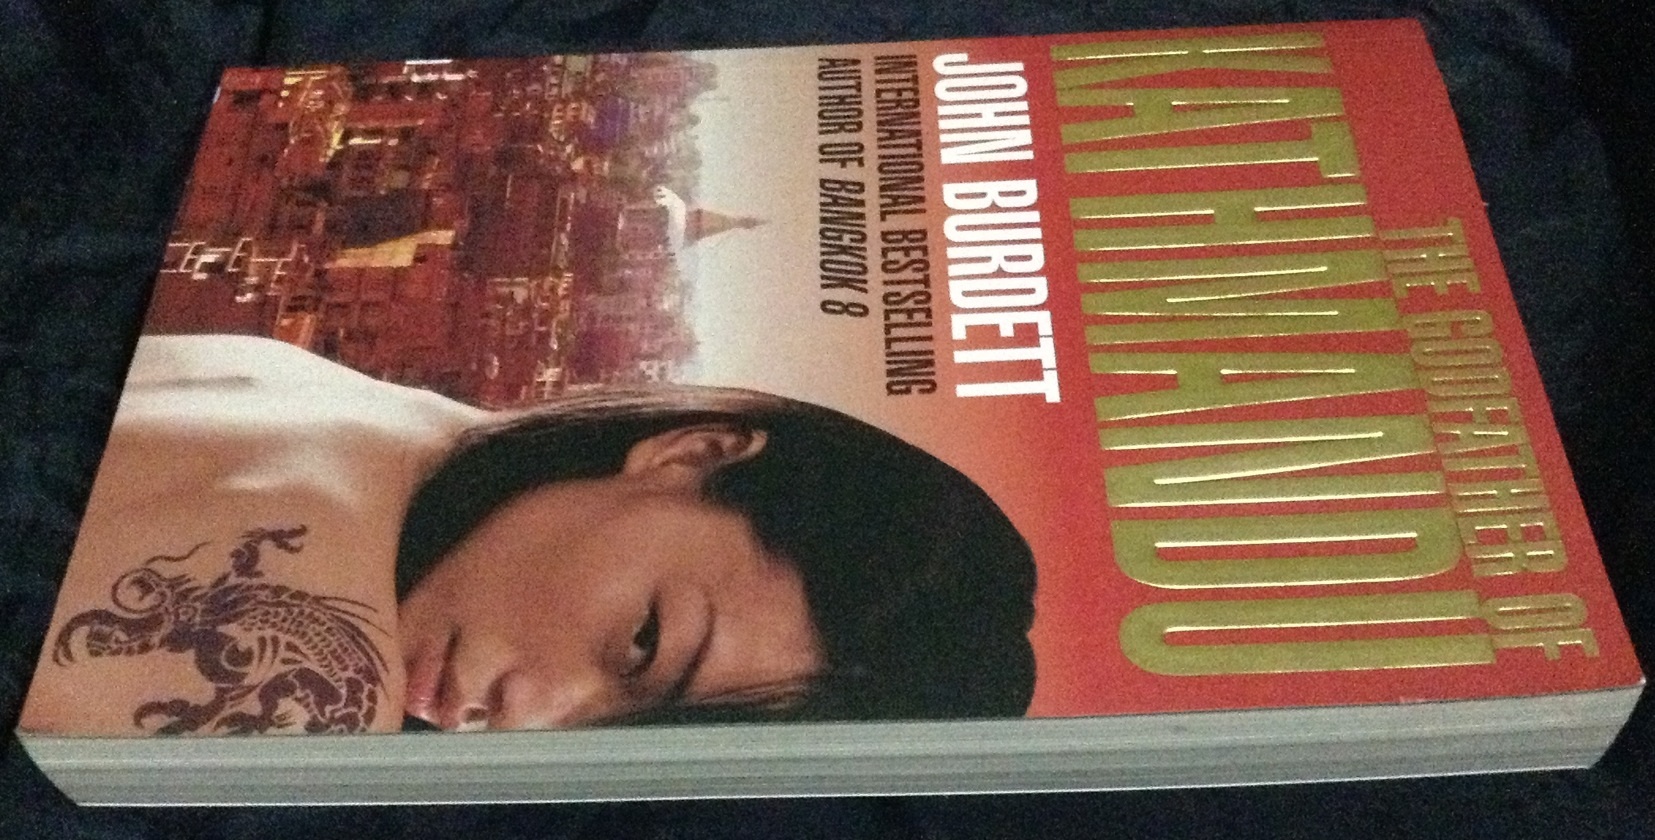 THE GODFATHER OF
KATHMANDU
JOHN BURDETT
INTERNATIONAL BESTSELLING
AUTHOR OF BANGKOK 8